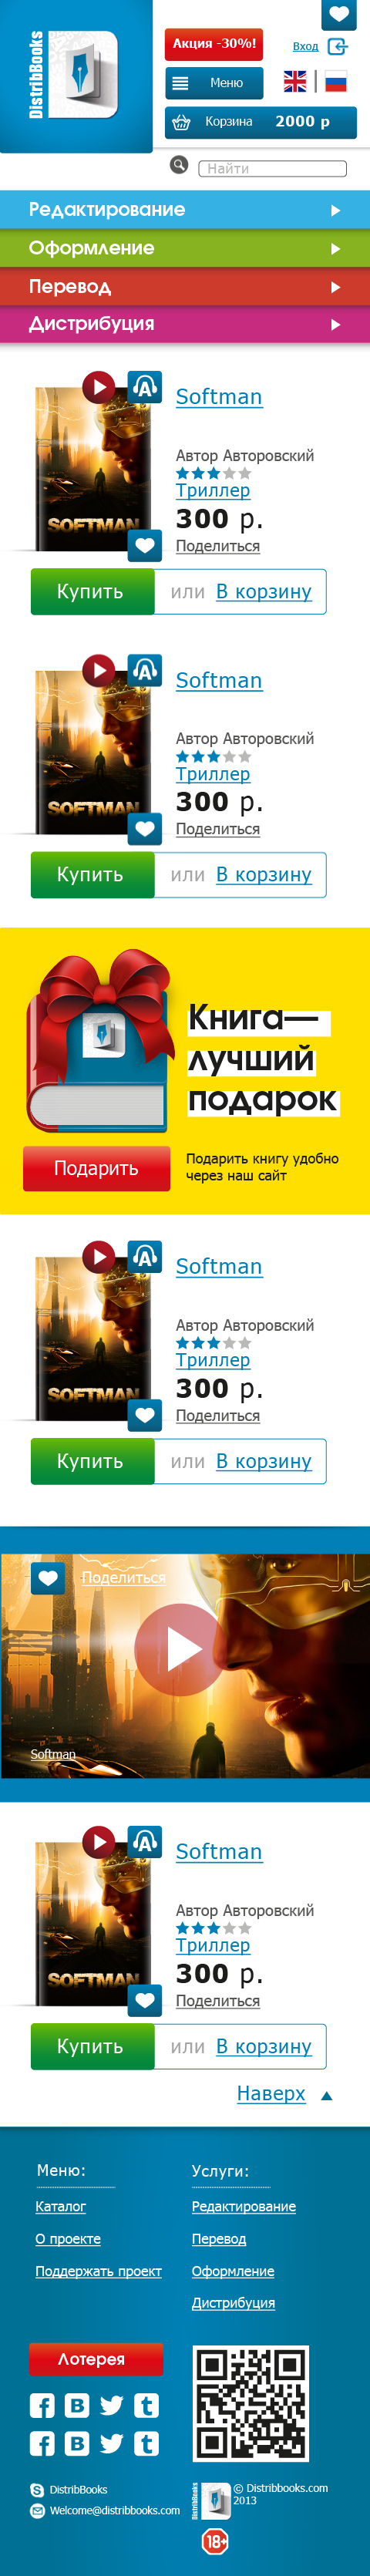 DistribBooks
Акция -30%!
Вход
Меню
Корзина 2000 р
Найти
Редактирование
Оформление
Перевод
Дистрибуция
Softman
Автор Авторовский
SOFTMAN
Триллер
300 р.
Поделиться
Купить или В корзину
Softman
Автор Авторовский
SOFTMAN
Триллер
300 р.
Поделиться
Купить или В корзину
Книга—
лучший
подарок
Подарить
Подарить книгу удобно
через наш сайт
Softman
Автор Авторовский
SOFTMAN
Триллер
300 р.
Поделиться
Купить или В корзину
Поделиться
Softman
Softman
Автор Авторовский
SOFTMAN
Триллер
300 р.
Поделиться
Купить или В корзину
Наверх
Меню:
Каталог
О проекте
Поддержать проект
Услуги:
Редактирование
Перевод
Оформление
Дистрибуция
Лотерея
DistribBooks
Welcome@distribbooks.com
DistribBooks
© Distribbooks.com
2013
18+